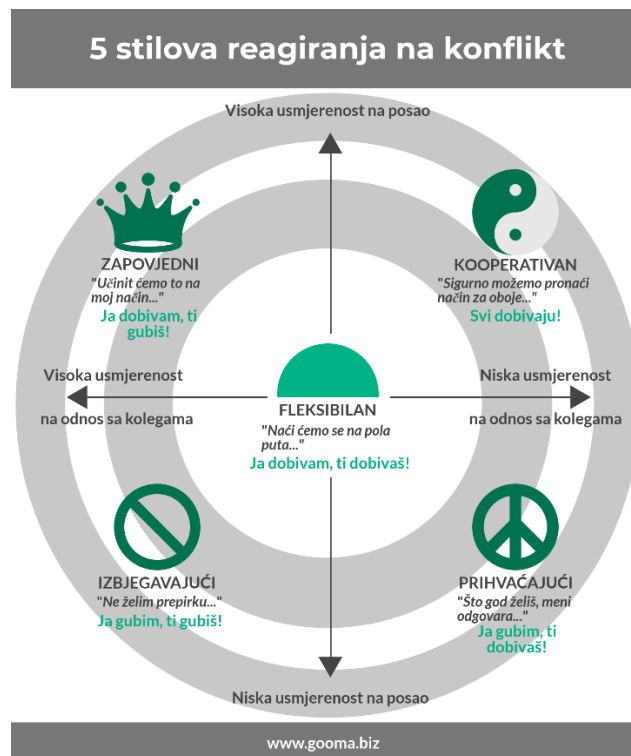 5 stilova reagiranja na konflikt
Visoka usmjerenost na posao
ZAPOVJEDNI
"Učinit ćemo to na
moj način..."
Ja dobivam, ti
gubiš!
KOOPERATIVAN
"Sigurno možemo pronaći
način za oboje..."
Svi dobivaju!
Visoka usmjerenost
na odnos sa kolegama
Niska usmjerenost
na odnos sa kolegama
FLEKSIBILAN
"Naći ćemo se na pola
puta..."
Ja dobivam, ti dobivaš!
IZBJEGAVAJUĆI
"Ne želim prepirku..."
Ja gubim, ti gubiš!
PRIHVAĆAJUĆI
"Što god želiš, meni
odgovara..."
Ja gubim, ti
dobivaš!
Niska usmjerenost na posao
www.gooma.biz